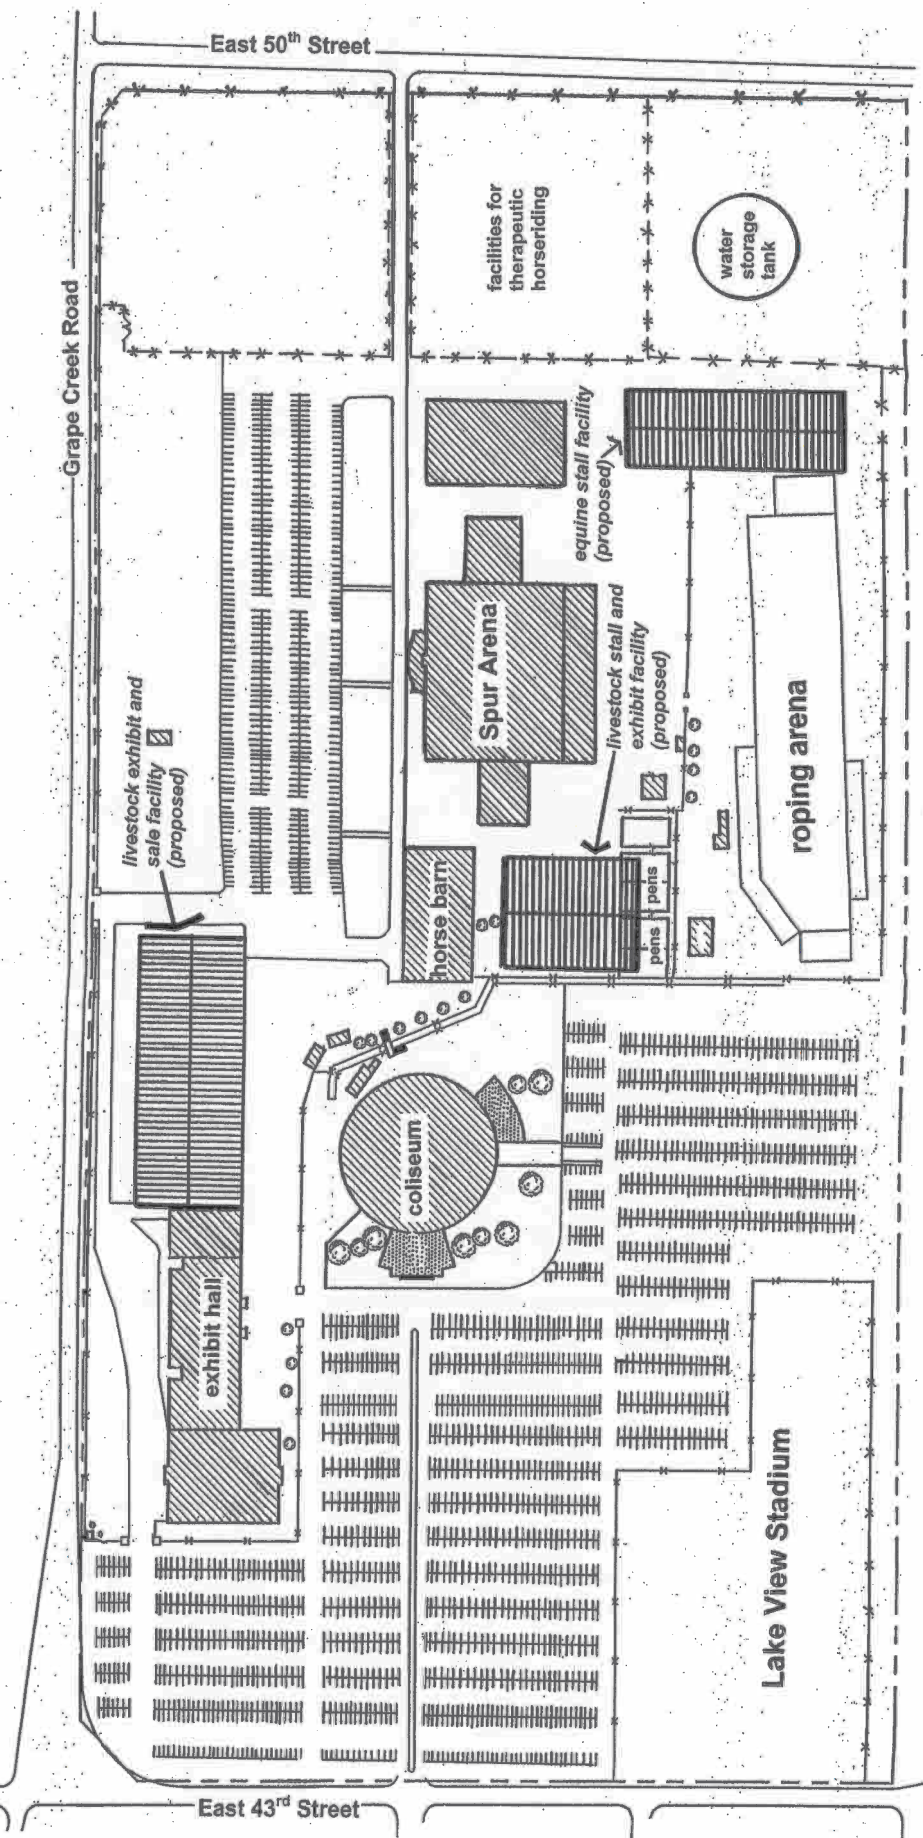 East 50th Street
Grape Creek Road
facilities for
therapeutic
horseriding
water
storage
tank
equine stall facility
(proposed)
Spur Arena
livestock stall and
exhibit facility
(proposed)
livestock exhibit and
sale facility
(proposed)
roping arena
horse barn
pens
pens
coliseum
exhibit hall
Lake View Stadium
East 43rd Street